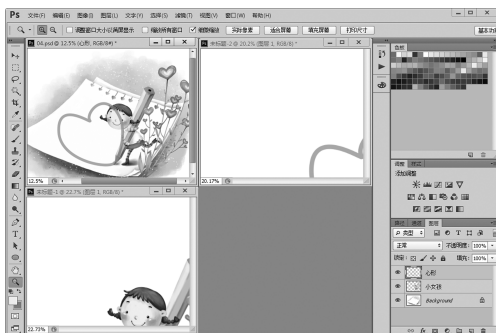 Ps 文件(F) 编辑(E) 图像(I) 图层(L) 文字(Y) 选择(S) 滤镜(T) 视图(V) 窗口(W) 帮助(H)
调整窗口大小以满屏显示 缩放所有窗口 细微缩放 实际像素 适合屏幕 填充屏幕 打印尺寸 基本功
04.psd @ 12.5% (心形, RGB/8#) *
未标题-2 @ 20.2% (图层 1, RGB/8) *
色板
12.5%
20.17%
调整 样式
添加调整
未标题-1 @ 22.7% (图层 1, RGB/8) *
路径 通道 图层
类型
正常 不透明度: 100%
锁定: 填充: 100%
心形
小女孩
Background
22.73%